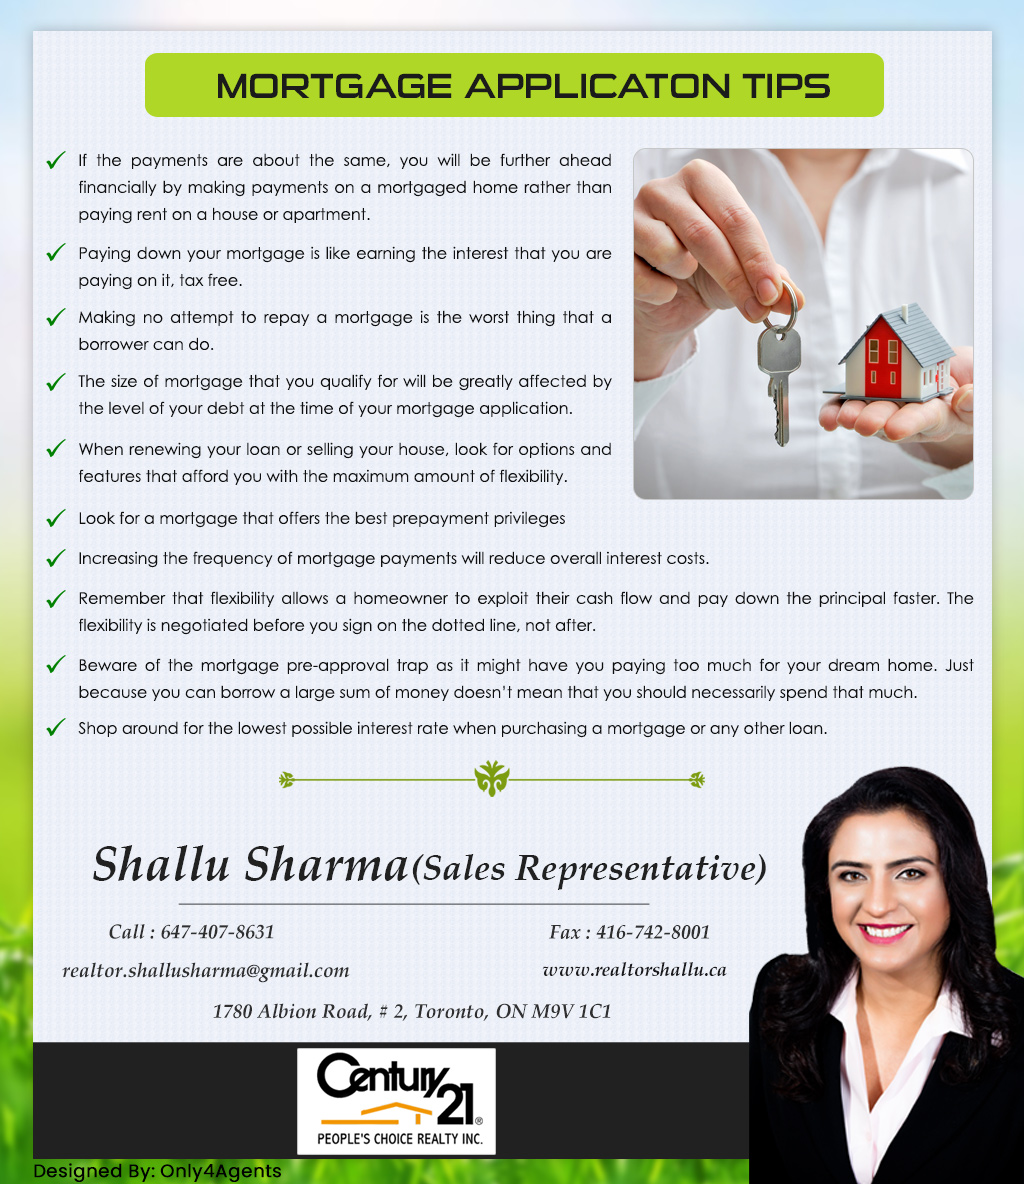 MORTGAGE APPLICATON TIPS
If the payments are about the same, you will be further ahead
financially by making payments on a mortgaged home rather than
paying rent on a house or apartment.
Paying down your mortgage is like earning the interest that you are
paying on it, tax free.
Making no attempt to repay a mortgage is the worst thing that a
borrower can do.
The size of mortgage that you qualify for will be greatly affected by
the level of your debt at the time of your mortgage application.
When renewing your loan or selling your house, look for options and
features that afford you with the maximum amount of flexibility.
Look for a mortgage that offers the best prepayment privileges
Increasing the frequency of mortgage payments will reduce overall interest costs.
Remember that flexibility allows a homeowner to exploit their cash flow and pay down the principal faster. The
flexibility is negotiated before you sign on the dotted line, not after.
Beware of the mortgage pre-approval trap as it might have you paying too much for your dream home. Just
because you can borrow a large sum of money doesn't mean that you should necessarily spend that much.
Shop around for the lowest possible interest rate when purchasing a mortgage or any other loan.
Shallu Sharma(Sales Representative)
Call : 647-407-8631
Fax : 416-742-8001
realtor.shallusharma@gmail.com
www.realtorshallu.ca
1780 Albion Road, # 2, Toronto, ON M9V 1C1
Century 21®
PEOPLE'S CHOICE REALTY INC.
Designed By: Only4Agents